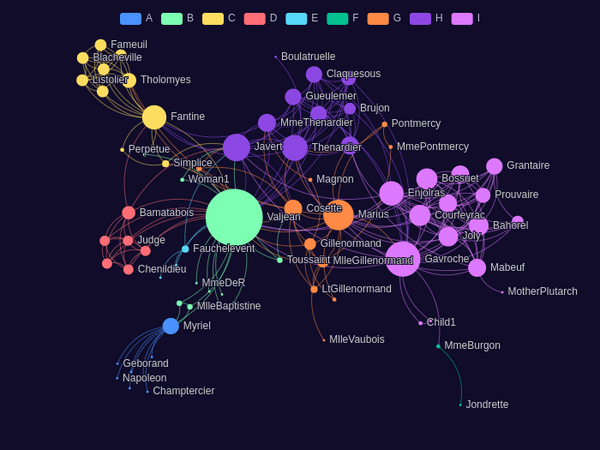 A B C D E F G H I
Fameuil
Boulatruelle
Blacheville
Claquesous
Listolier
Tholomyes
Gueulemer
Brujon
Fantine
MmeThenardier
Pontmercy
Perpetue
Javert
Thenardier
MmePontmercy
Simplice
Grantaire
Woman1
Magnon
Bossuet
Enjolras
Prouvaire
Bamatabois
Cosette
Valjean
Marius
Courfeyrac
Bahorel
Judge
Joly
Fauchelevent
Gillenormand
Toussaint
MlleGillenormand
Gavroche
Chenildieu
Mabeuf
MmeDeR
LtGillenormand
MotherPlutarch
MlleBaptistine
Myriel
Child1
MlleVaubois
MmeBurgon
Geborand
Napoleon
Champtercier
Jondrette